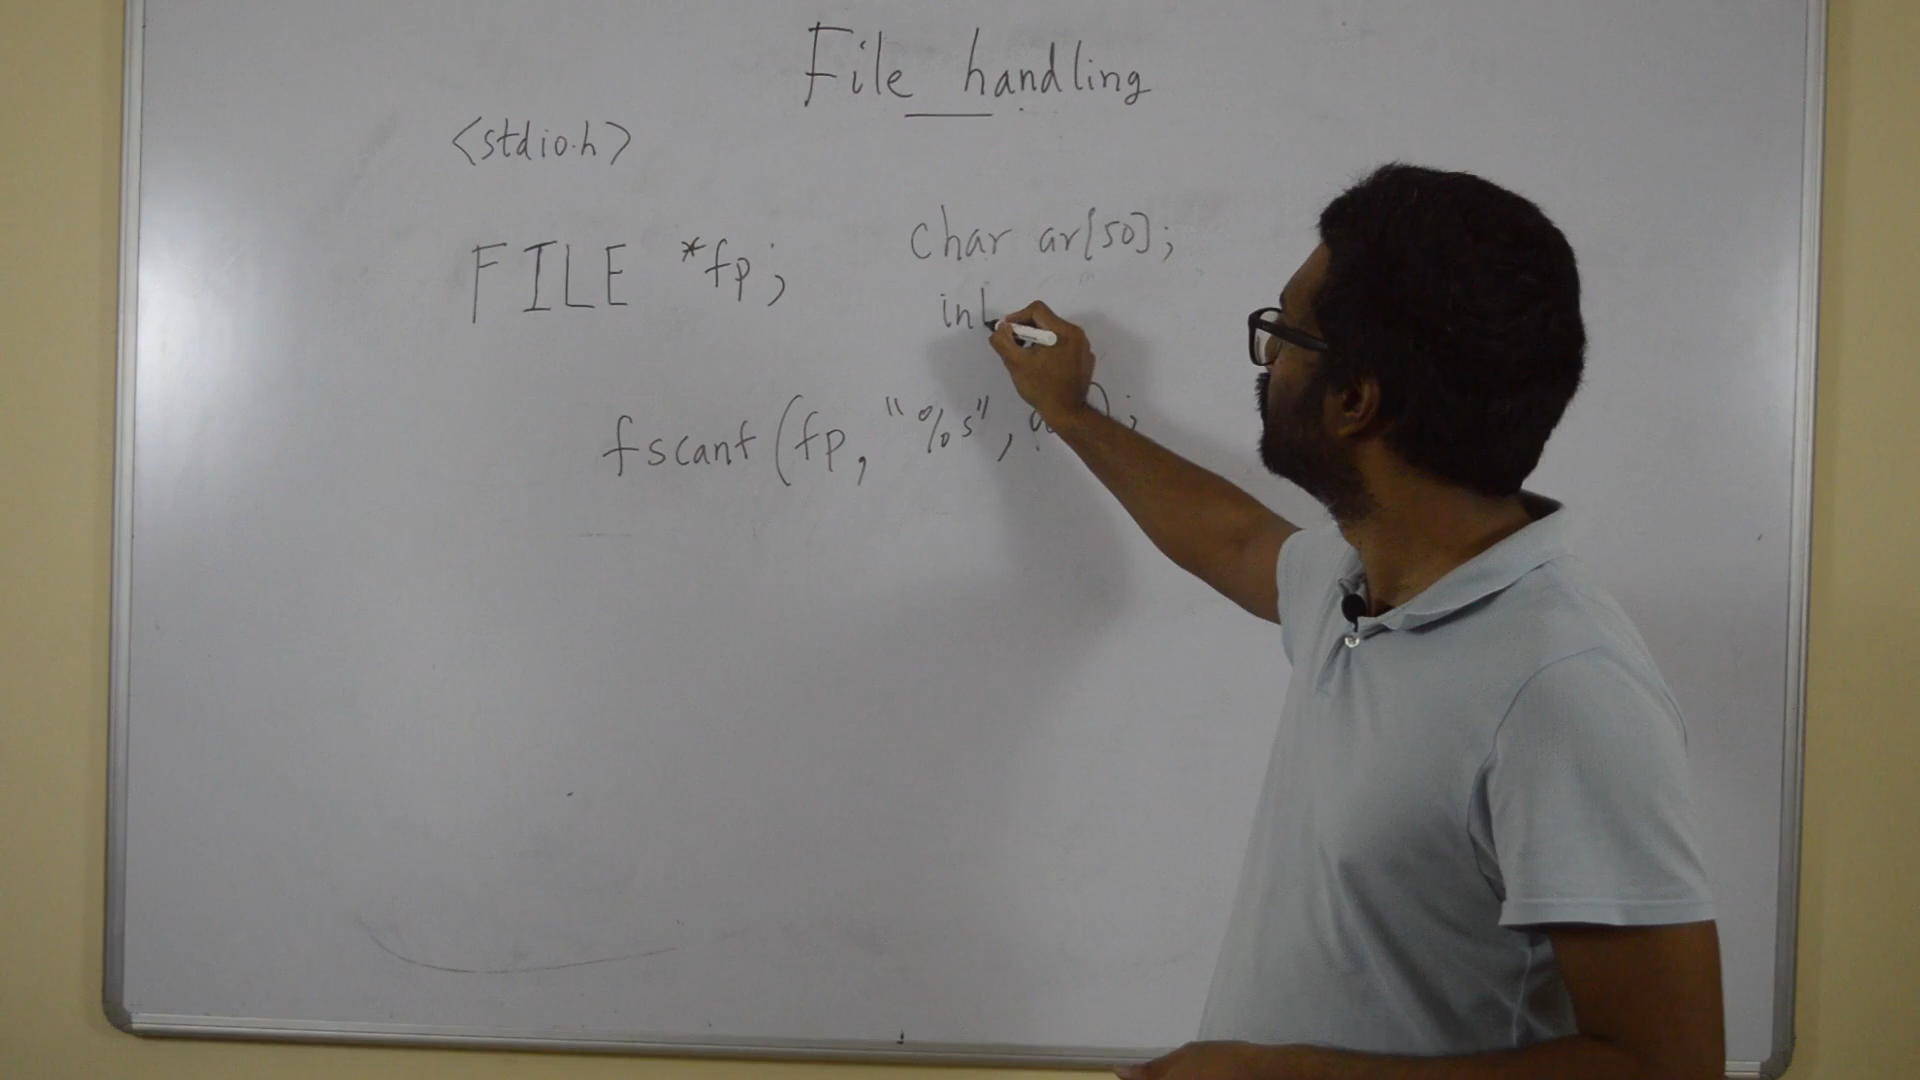 File handling
<stdio.h>
FILE *fp;
char ar[50];
int
fscanf(fp, "%s",